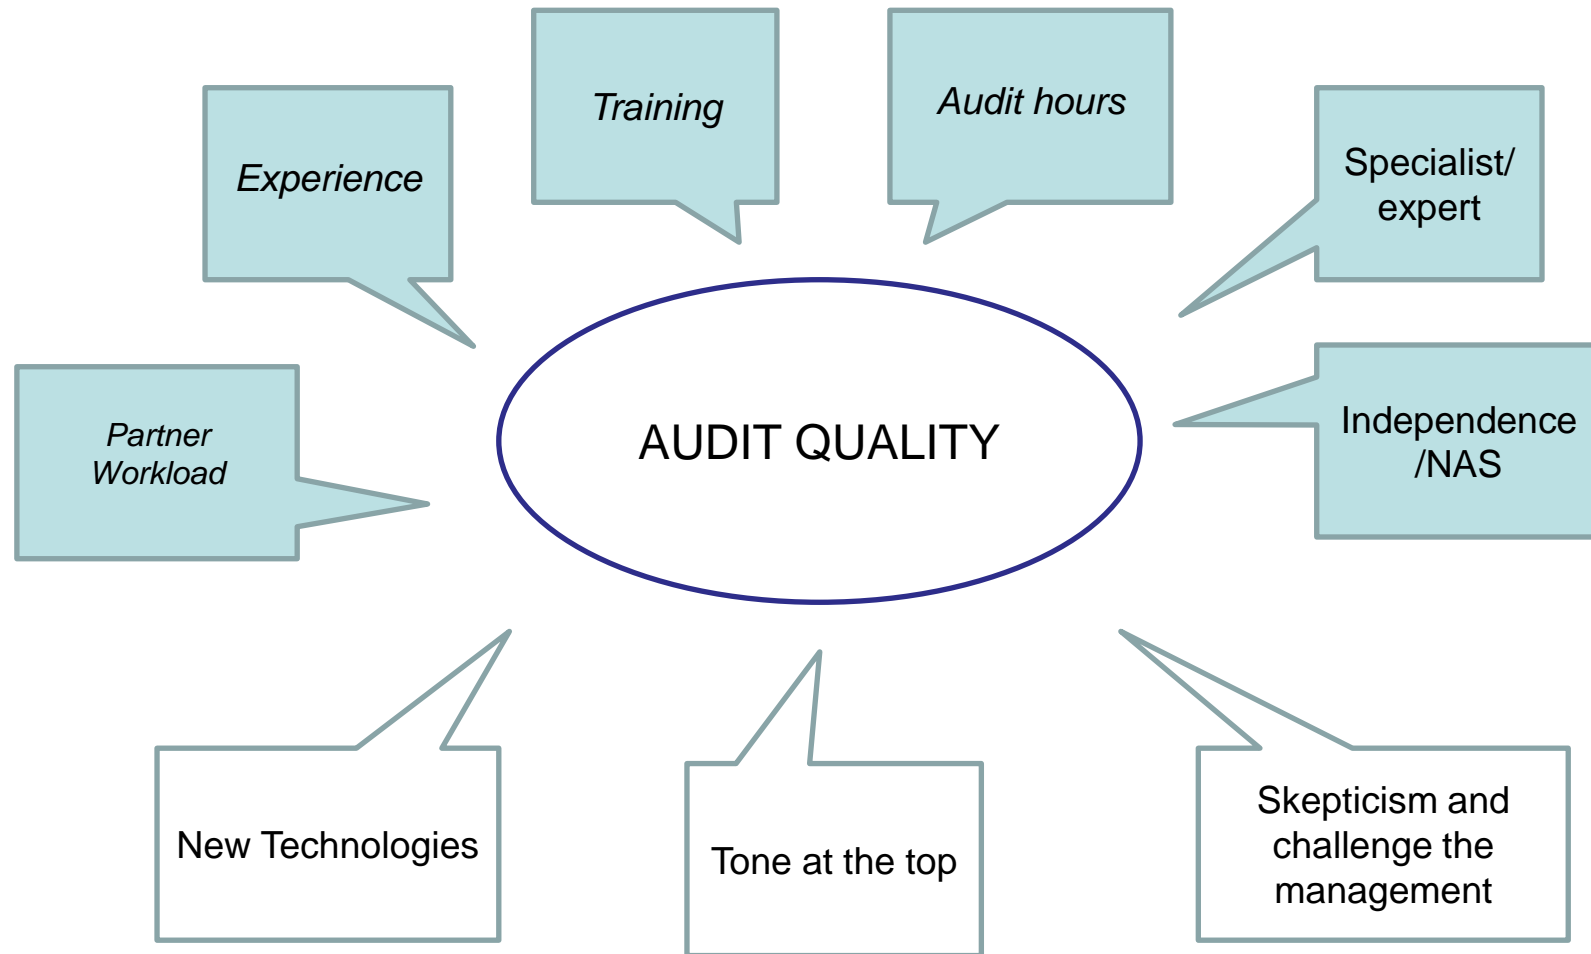 Training
Audit hours
Experience
Specialist/
expert
Partner
Workload
AUDIT QUALITY
Independence
/NAS
New Technologies
Tone at the top
Skepticism and
challenge the
management